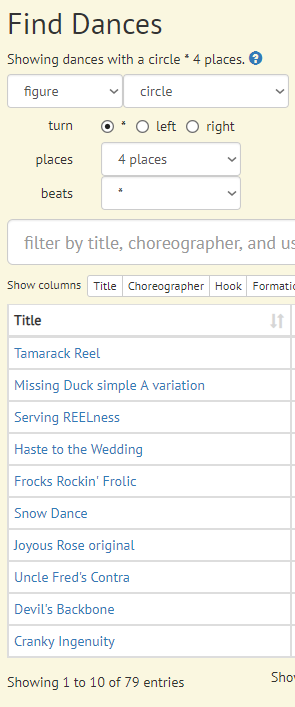 Find Dances
Showing dances with a circle * 4 places. ?
figure circle
turn * left right
places 4 places
beats *
filter by title, choreographer, and us
Show columns Title Choreographer Hook Formatio
Title
Tamarack Reel
Missing Duck simple A variation
Serving REELness
Haste to the Wedding
Frocks Rockin' Frolic
Snow Dance
Joyous Rose original
Uncle Fred's Contra
Devil's Backbone
Cranky Ingenuity
Showing 1 to 10 of 79 entries Show